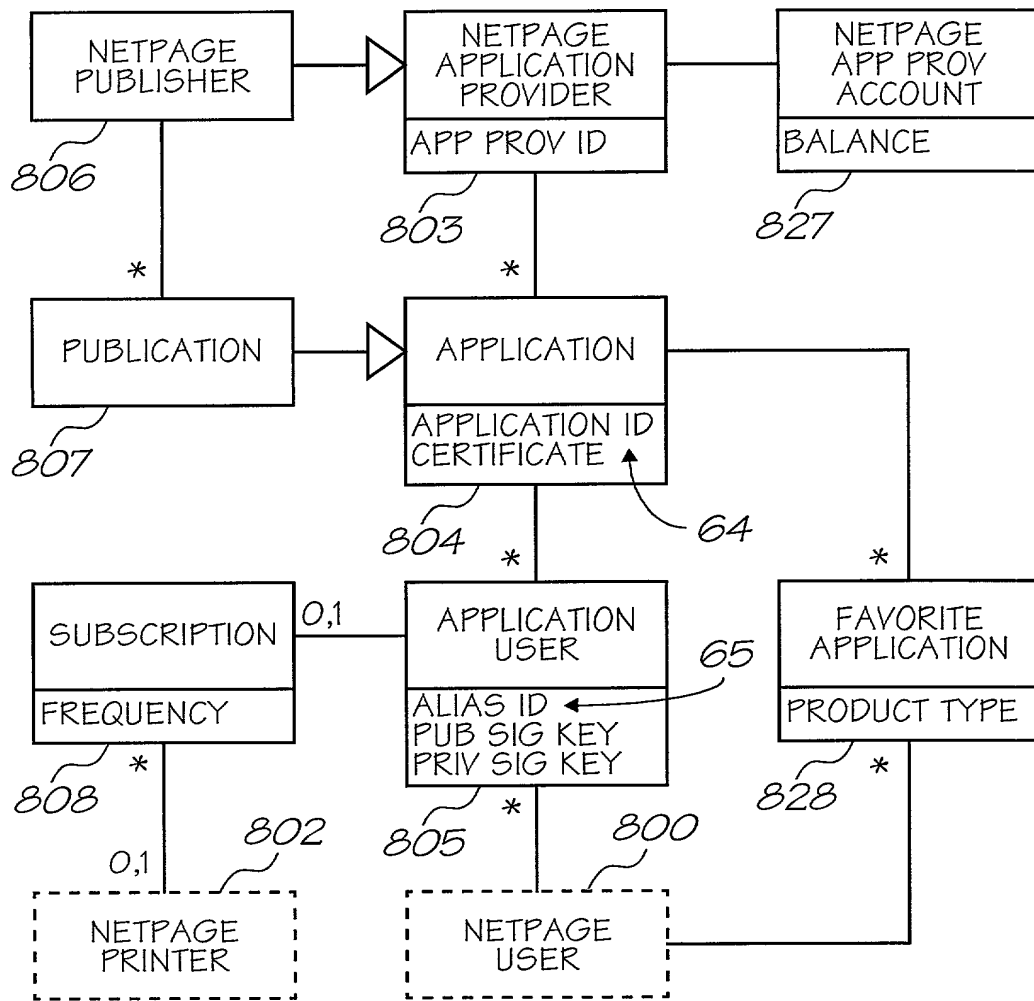 NETPAGE
PUBLISHER
806
NETPAGE
APPLICATION
PROVIDER
APP PROV ID
803
NETPAGE
APP PROV
ACCOUNT
BALANCE
827
*
*
PUBLICATION
807
APPLICATION
APPLICATION ID
CERTIFICATE
64
804
*
*
SUBSCRIPTION
FREQUENCY
808
0,1
APPLICATION
USER
65
ALIAS ID
PUB SIG KEY
PRIV SIG KEY
805
FAVORITE
APPLICATION
PRODUCT TYPE
828
*
*
*
0,1
802
NETPAGE
PRINTER
800
NETPAGE
USER